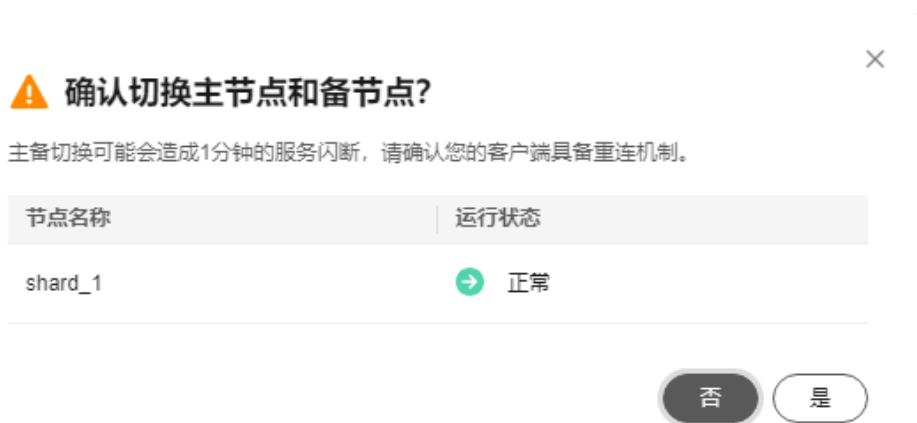 确认切换主节点和备节点?
主备切换可能会造成1分钟的服务闪断，请确认您的客户端具备重连机制。
节点名称 运行状态
shard_1 正常
否 是